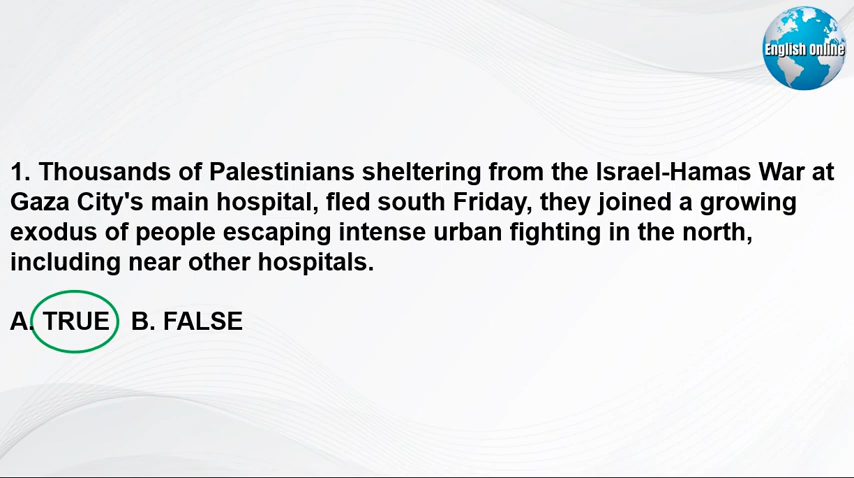 English Online
1. Thousands of Palestinians sheltering from the Israel-Hamas War at
Gaza City's main hospital, fled south Friday, they joined a growing
exodus of people escaping intense urban fighting in the north,
including near other hospitals.
A. TRUE B. FALSE